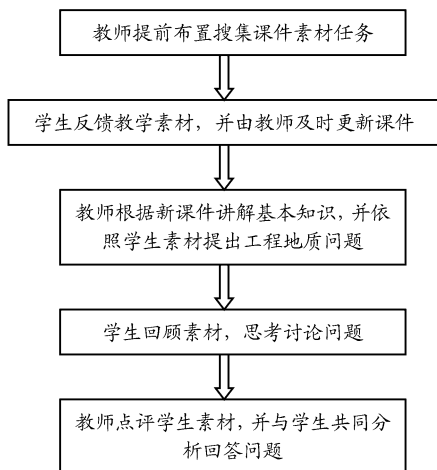 教师提前布置搜集课件素材任务
学生反馈教学素材，并由教师及时更新课件
教师根据新课件讲解基本知识，并依
照学生素材提出工程地质问题
学生回顾素材，思考讨论问题
教师点评学生素材，并与学生共同分
析回答问题